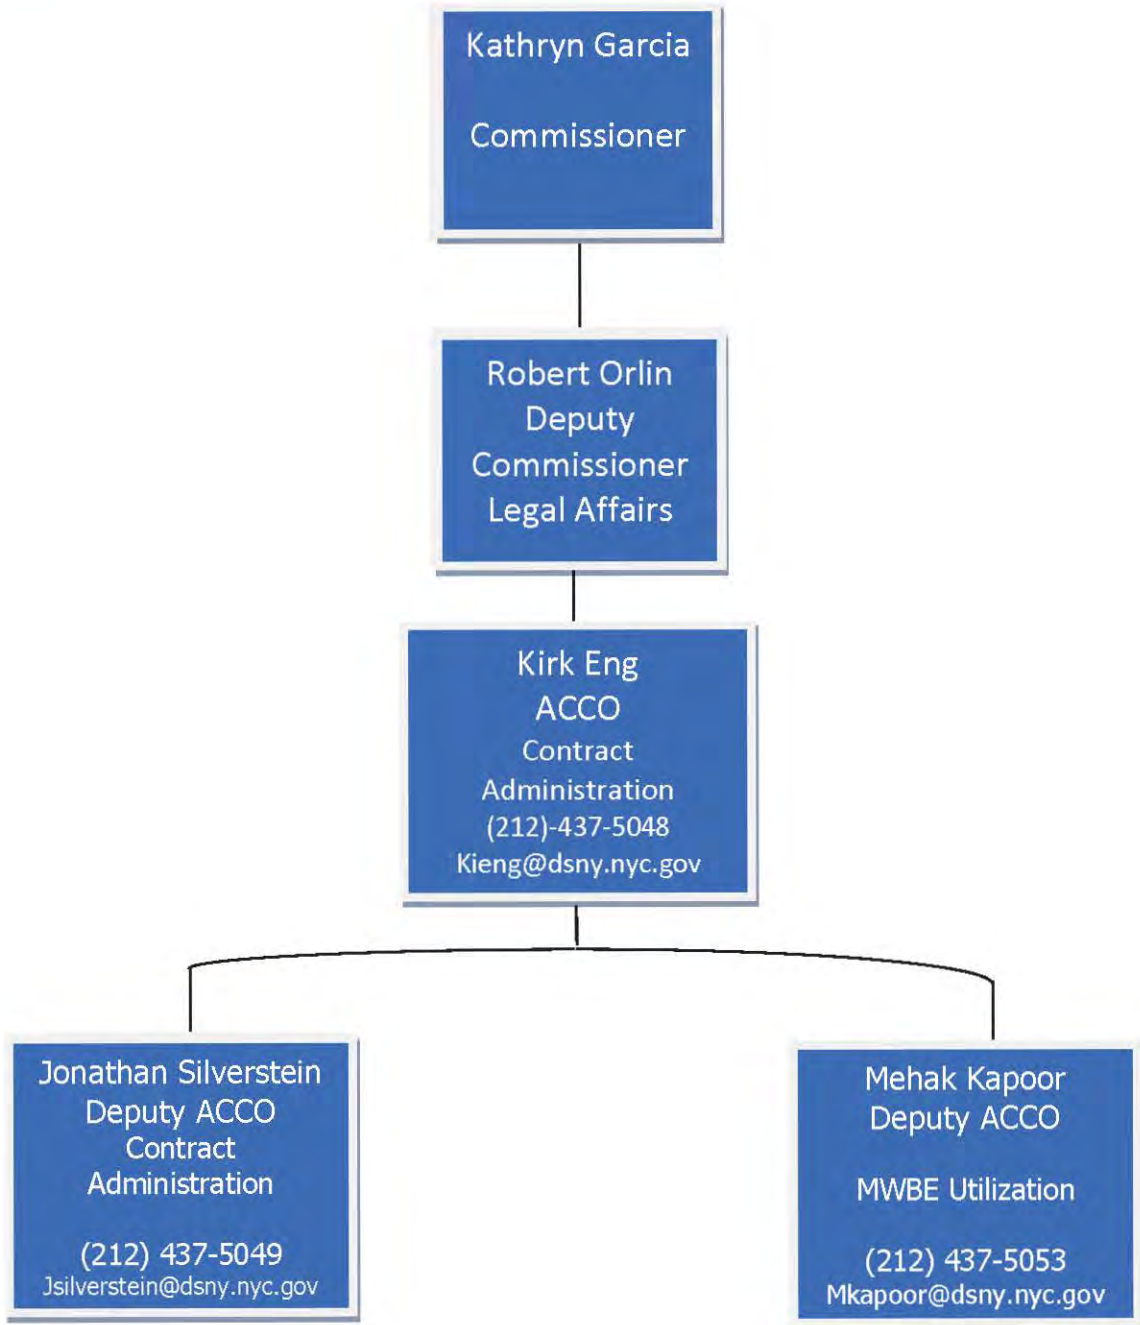 Kathryn Garcia
Commissioner
Robert Orlin
Deputy
Commissioner
Legal Affairs
Kirk Eng
ACCO
Contract
Administration
(212)-437-5048
Kieng@dsny.nyc.gov
Jonathan Silverstein
Deputy ACCO
Contract
Administration
(212) 437-5049
Jsilverstein@dsny.nyc.gov
Mehak Kapoor
Deputy ACCO
MWBE Utilization
(212) 437-5053
Mkapoor@dsny.nyc.gov